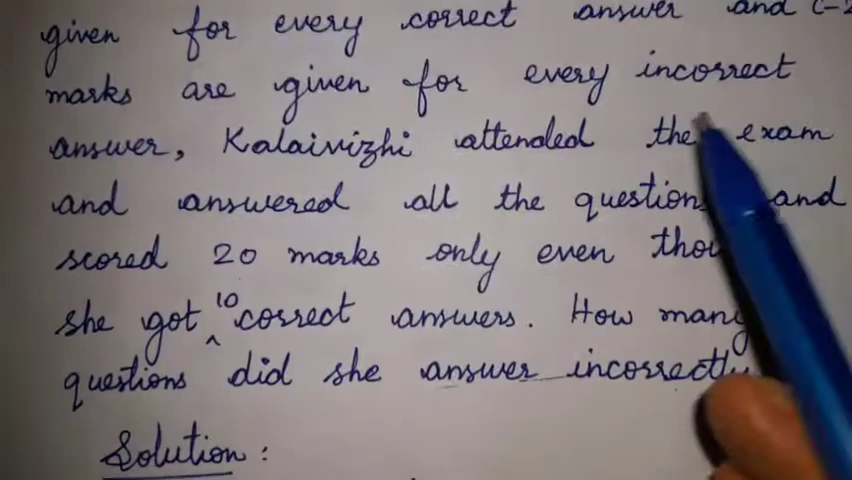 given for every correct answer and (-2
marks are given for every incorrect
answer, Kalaivizhi attended the exam
and answered all the questions and
scored 20 marks only even thou
she got 10 correct answers. How many
questions did she answer incorrectly
Solution :